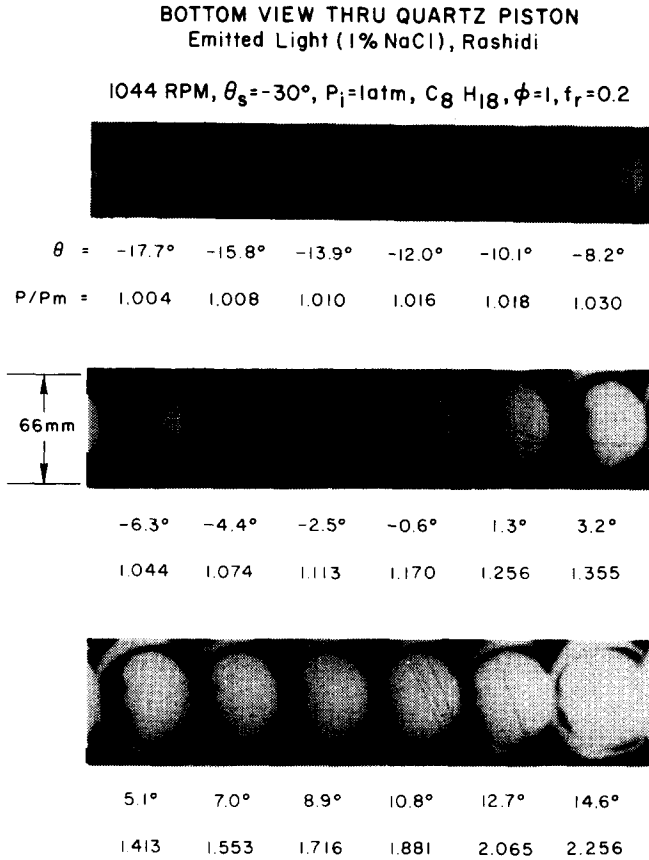 BOTTOM VIEW THRU QUARTZ PISTON
Emitted Light (1% NaCl), Rashidi
1044 RPM, θs=-30°, Pi=1atm, C8 H18, ϕ=1, fr=0.2
θ = -17.7° -15.8° -13.9° -12.0° -10.1° -8.2°
P/Pm = 1.004 1.008 1.010 1.016 1.018 1.030
66mm
-6.3° -4.4° -2.5° -0.6° 1.3° 3.2°
1.044 1.074 1.113 1.170 1.256 1.355
5.1° 7.0° 8.9° 10.8° 12.7° 14.6°
1.413 1.553 1.716 1.881 2.065 2.256